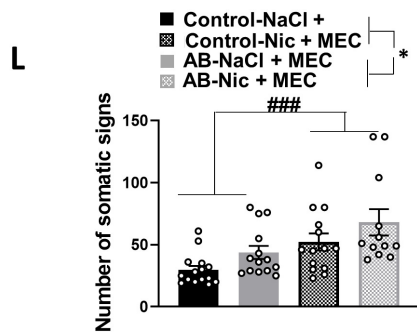 L
Control-NaCl +
Control-Nic + MEC
AB-NaCl + MEC
AB-Nic + MEC
*
###
Number of somatic signs
150
100
50
0